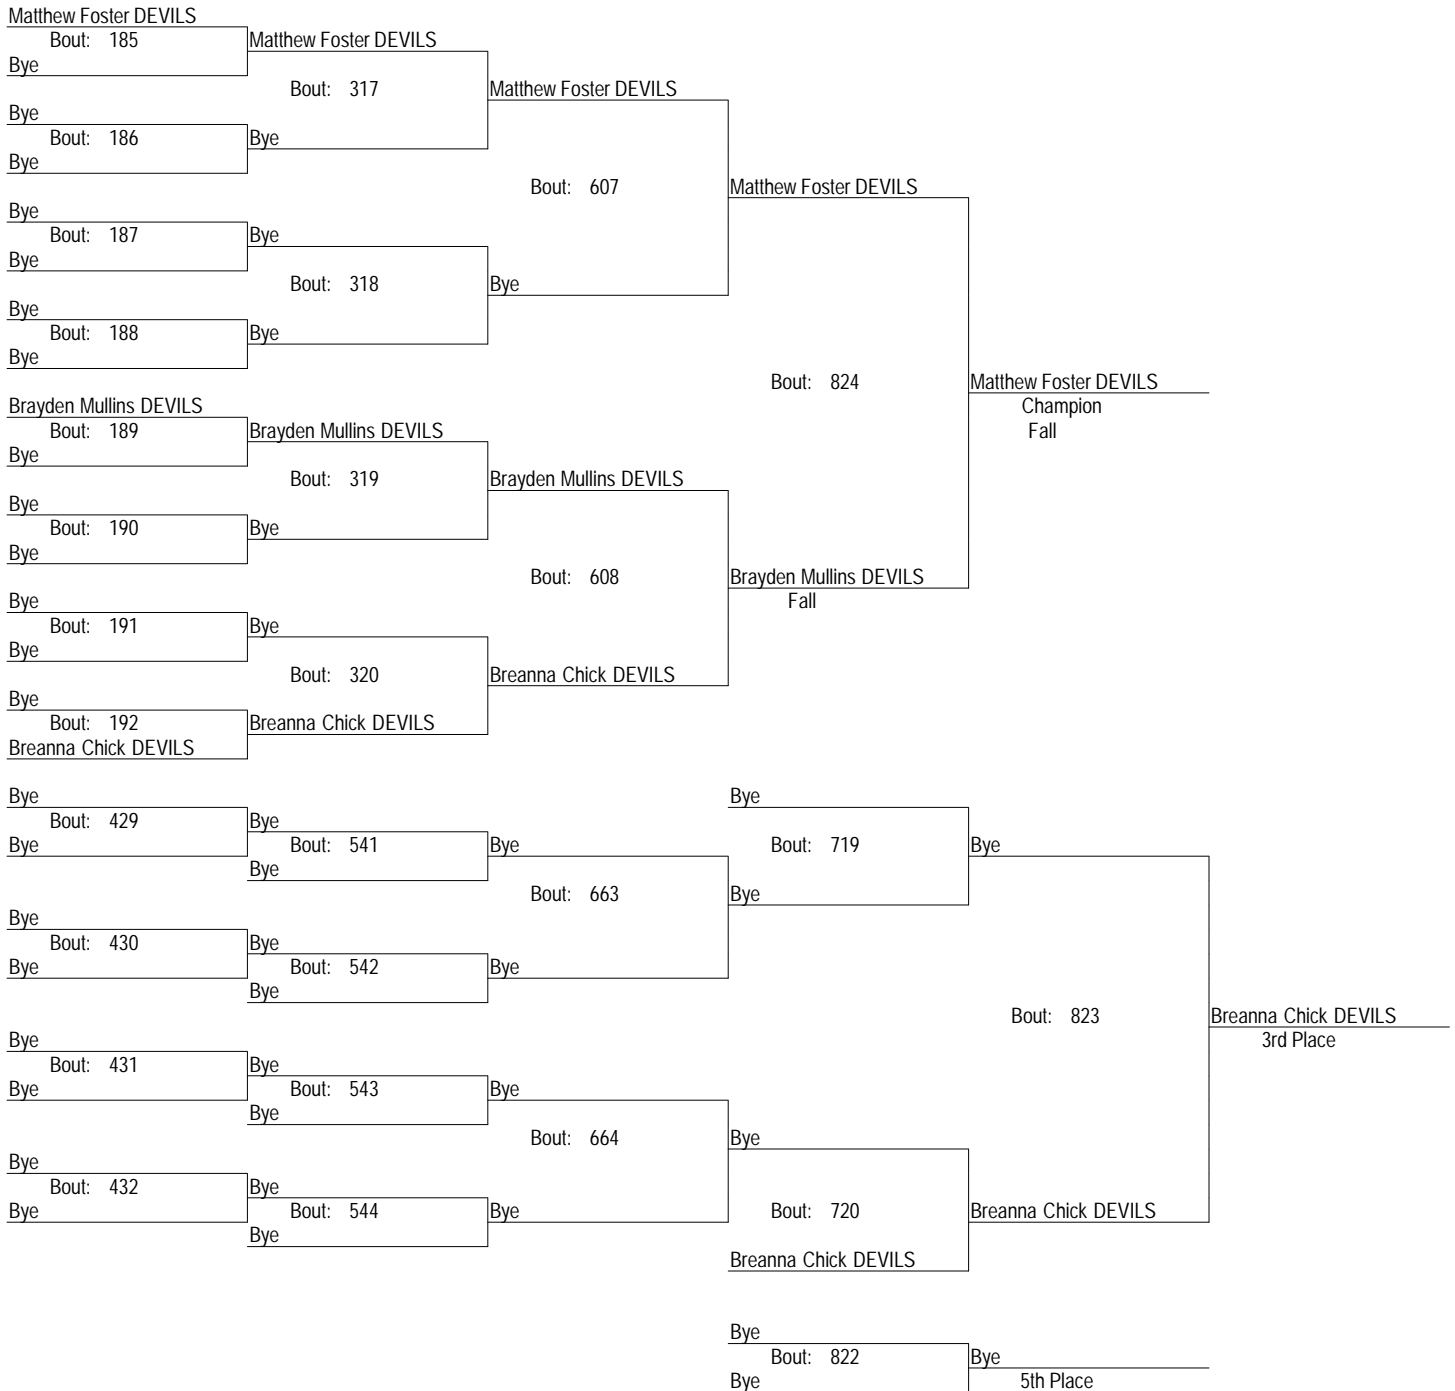 Matthew Foster DEVILS
Bout: 185
Matthew Foster DEVILS
Bye
Bout: 317
Matthew Foster DEVILS
Bye
Bout: 186
Bye
Bye
Bout: 607
Matthew Foster DEVILS
Bye
Bout: 187
Bye
Bye
Bout: 318
Bye
Bye
Bout: 188
Bye
Bye
Bout: 824
Matthew Foster DEVILS
Champion
Fall
Brayden Mullins DEVILS
Bout: 189
Brayden Mullins DEVILS
Bye
Bout: 319
Brayden Mullins DEVILS
Bye
Bout: 190
Bye
Bye
Bout: 608
Brayden Mullins DEVILS
Fall
Bye
Bout: 191
Bye
Bye
Bout: 320
Breanna Chick DEVILS
Bye
Bout: 192
Breanna Chick DEVILS
Breanna Chick DEVILS
Bye
Bye
Bout: 429
Bye
Bye
Bout: 541
Bye
Bout: 719
Bye
Bye
Bout: 663
Bye
Bye
Bout: 430
Bye
Bye
Bout: 542
Bye
Bye
Bout: 823
Breanna Chick DEVILS
3rd Place
Bye
Bout: 431
Bye
Bye
Bout: 543
Bye
Bye
Bout: 664
Bye
Bye
Bout: 432
Bye
Bye
Bout: 544
Bye
Bout: 720
Breanna Chick DEVILS
Bye
Breanna Chick DEVILS
Bye
Bout: 822
Bye
Bye
5th Place